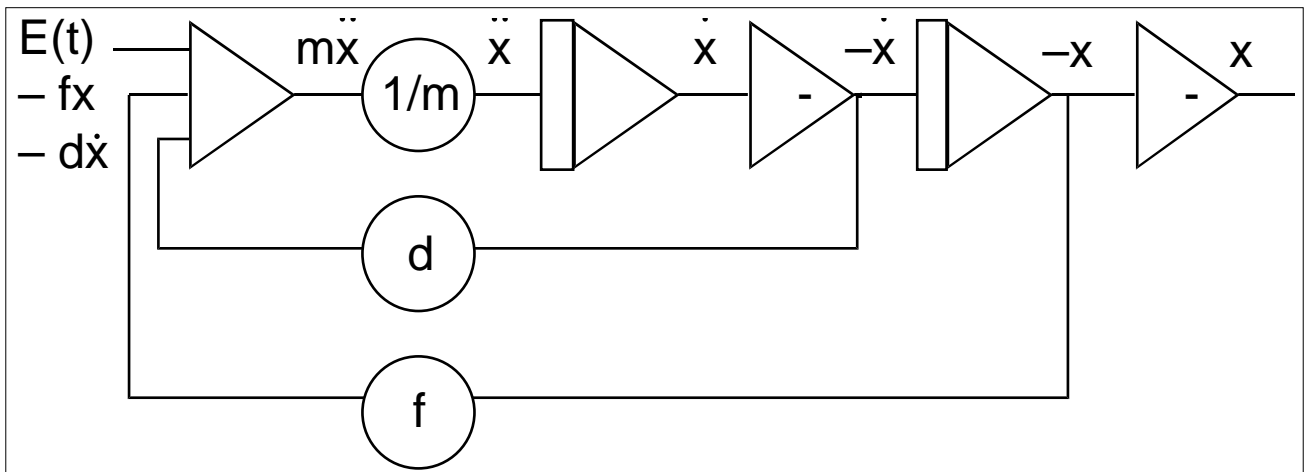 E(t)
– fx
– dẋ
mẍ
1/m
ẍ
ẋ
-
–ẋ
–x
-
x
d
f